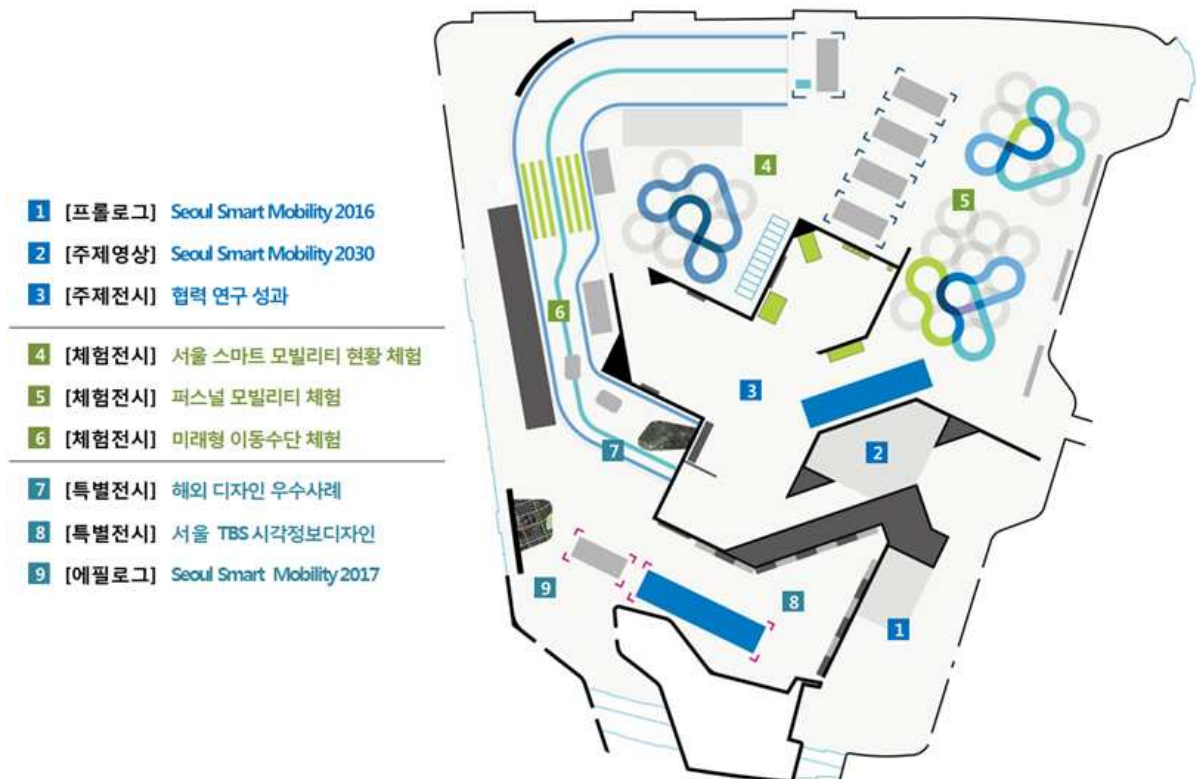 1 [프롤로그] Seoul Smart Mobility 2016
2 [주제영상] Seoul Smart Mobility 2030
3 [주제전시] 협력 연구 성과
4 [체험전시] 서울 스마트 모빌리티 현황 체험
5 [체험전시] 퍼스널 모빌리티 체험
6 [체험전시] 미래형 이동수단 체험
7 [특별전시] 해외 디자인 우수사례
8 [특별전시] 서울 TBS 시각정보디자인
9 [에필로그] Seoul Smart Mobility 2017
4
5
6
3
7
2
9
8
1